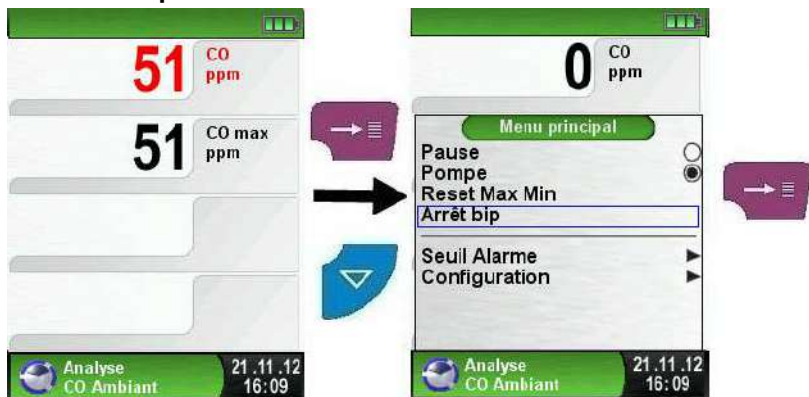 51 CO ppm
51 CO max ppm
Analyse
CO Ambiant
21.11.12
16:09
0 CO ppm
Menu principal
Pause
Pompe
Reset Max Min
Arrêt bip
Seuil Alarme
Configuration
Analyse
CO Ambiant
21.11.12
16:09